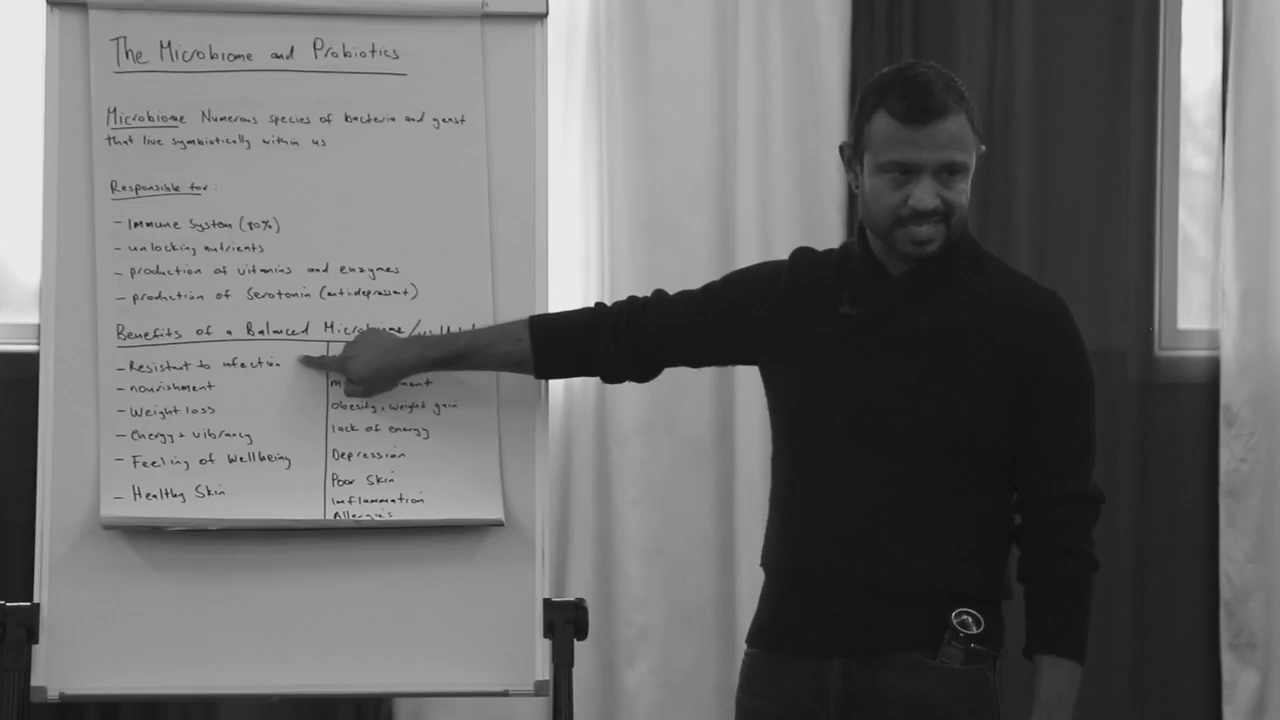 The Microbiome and Probiotics
Microbiome Numerous species of bacteria and yeast
that live symbiotically within us
Responsible for:
- Immune System (80%)
- unlocking nutrients
- production of vitamins and enzymes
- production of Serotonin (antidepressant)
Benefits of a Balanced Microbiome/
- Resistant to infection
- nourishment
- Weight loss
obesity, weight gain
- energy + vibrancy
lack of energy
- Feeling of Wellbeing
Depression
- Healthy Skin
Poor Skin
Inflammation
Allergies